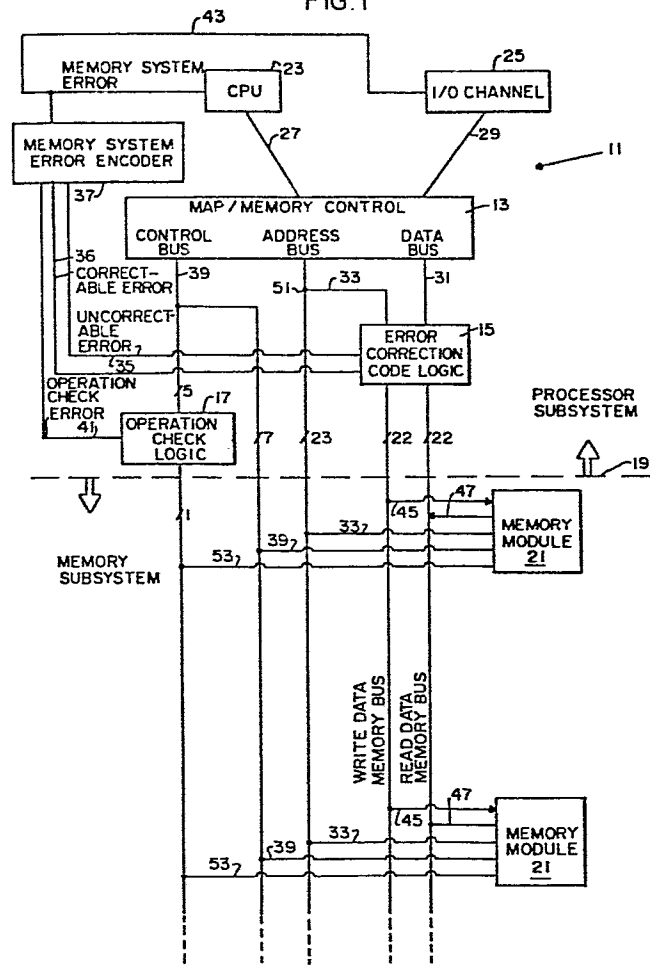 FIG.1
43
MEMORY SYSTEM
ERROR
23
CPU
25
I/O CHANNEL
MEMORY SYSTEM
ERROR ENCODER
37
27
29
11
MAP/MEMORY CONTROL
CONTROL
BUS
ADDRESS
BUS
DATA
BUS
13
36
CORRECT-
ABLE ERROR
39
51
33
31
UNCORRECT-
ABLE
ERROR
35
ERROR
CORRECTION
CODE LOGIC
15
OPERATION
CHECK
ERROR
41
5
17
OPERATION
CHECK
LOGIC
7
23
22
22
PROCESSOR
SUBSYSTEM
19
1
MEMORY
SUBSYSTEM
45
47
33
39
53
MEMORY
MODULE
21
WRITE DATA
MEMORY BUS
READ DATA
MEMORY BUS
45
47
33
39
53
MEMORY
MODULE
21